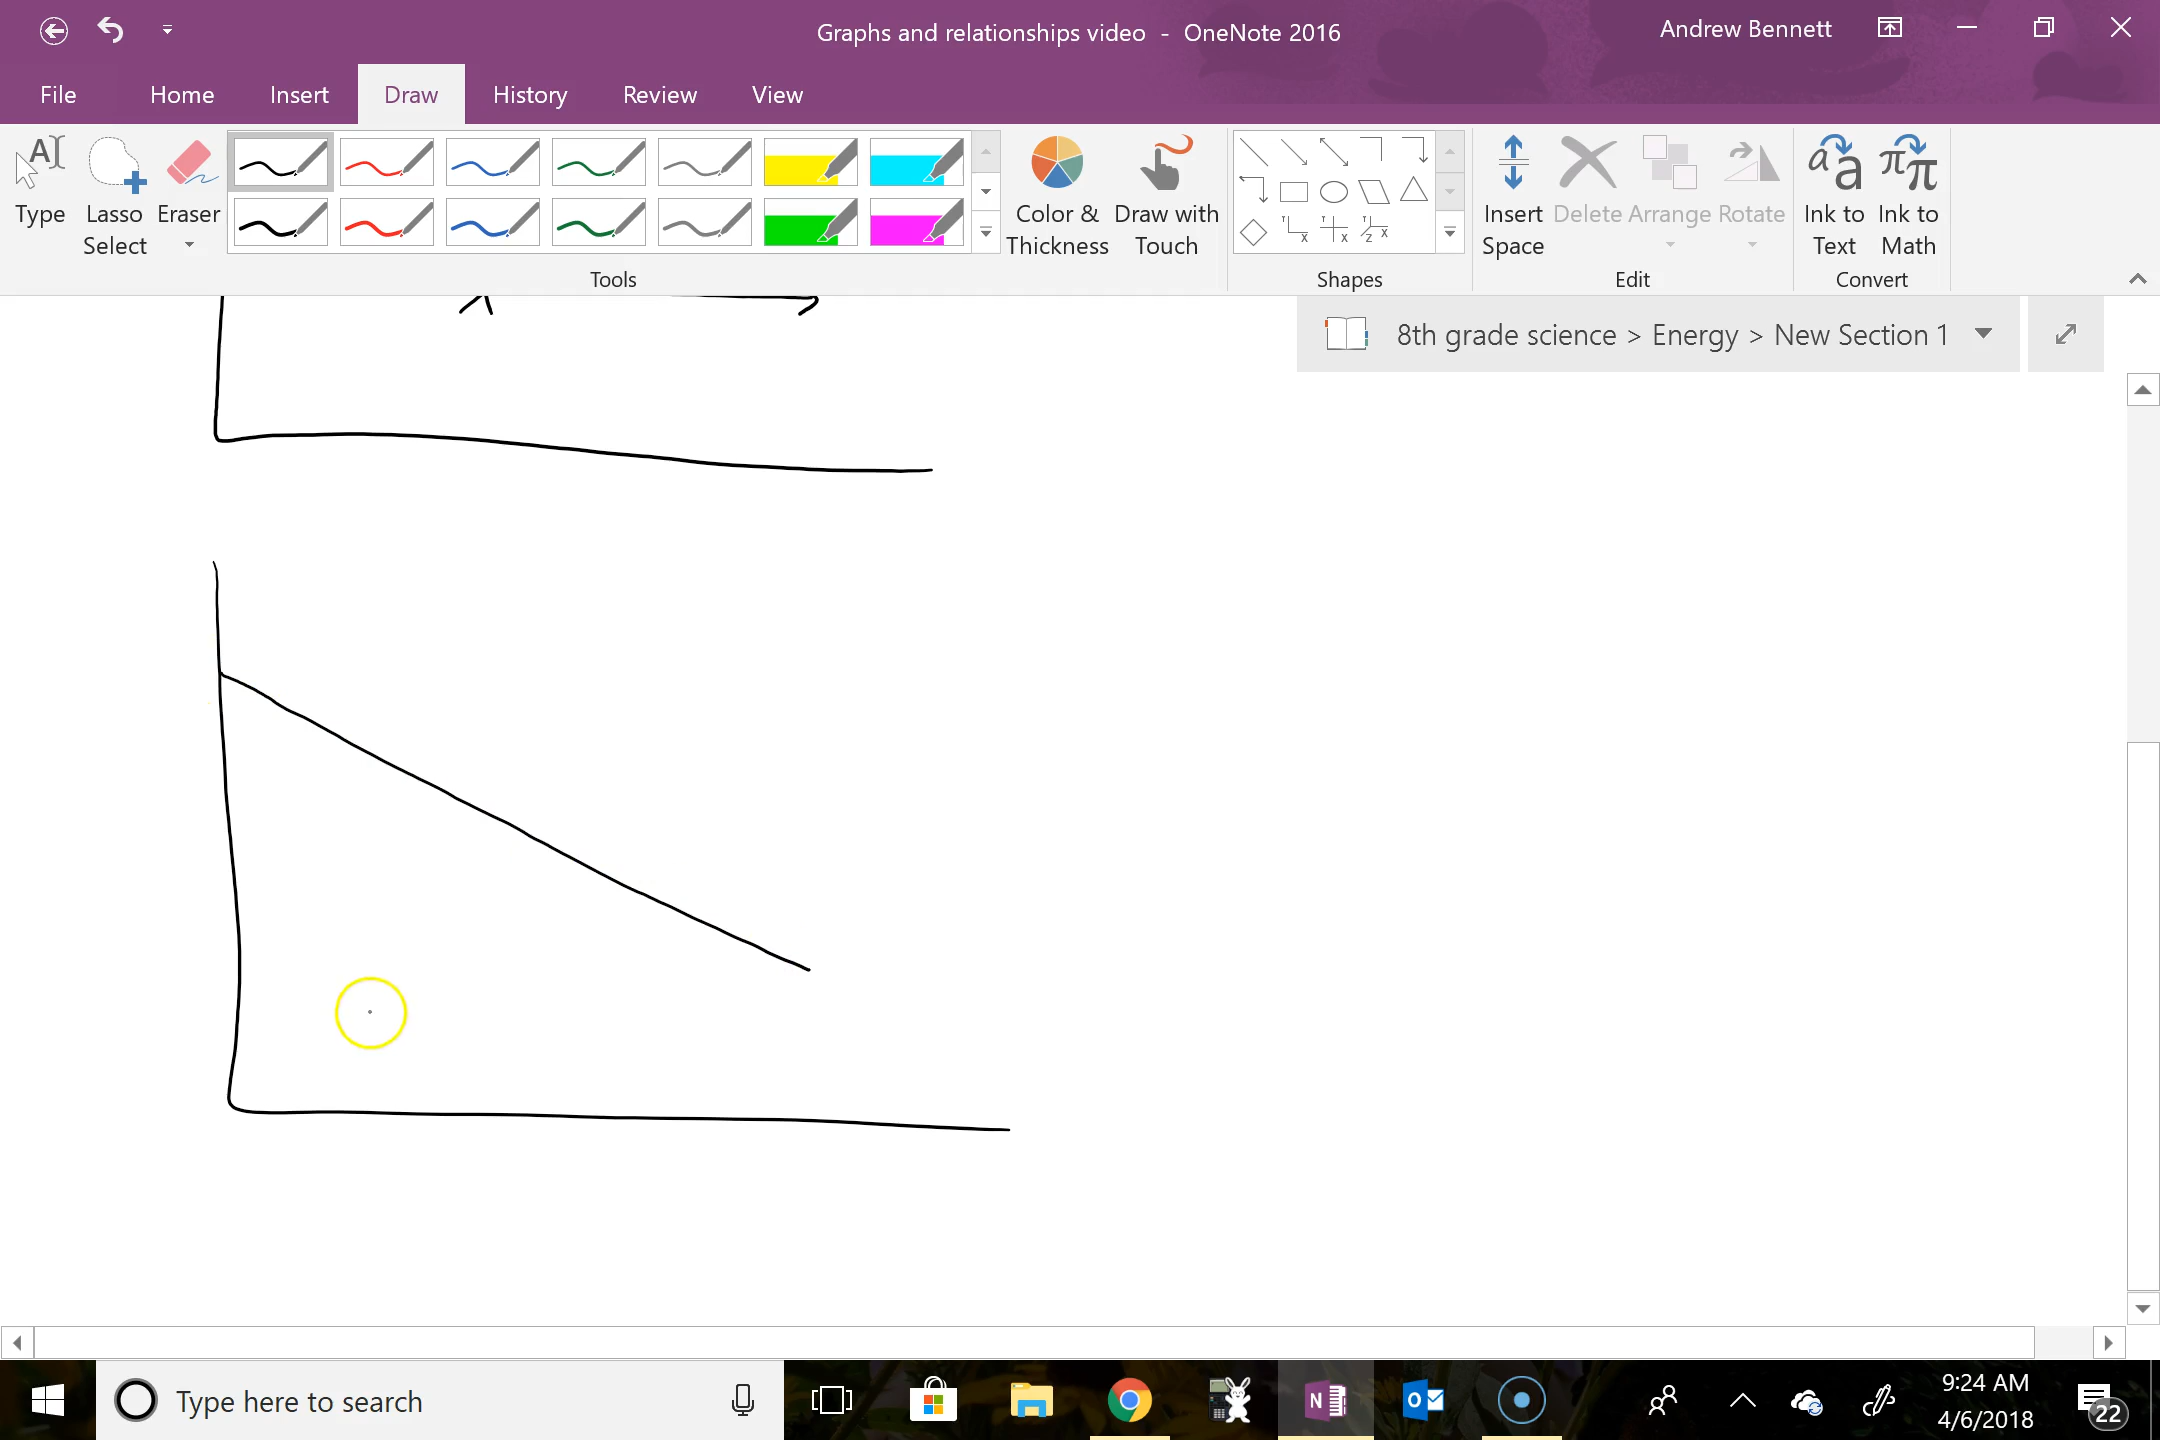 Graphs and relationships video - OneNote 2016
Andrew Bennett
File Home Insert Draw History Review View
Type
Lasso Select
Eraser
Color & Thickness
Draw with Touch
Insert Space
Delete
Arrange
Rotate
Ink to Text
Ink to Math
Tools
Shapes
Edit
Convert
8th grade science > Energy > New Section 1
Type here to search
9:24 AM
4/6/2018
22